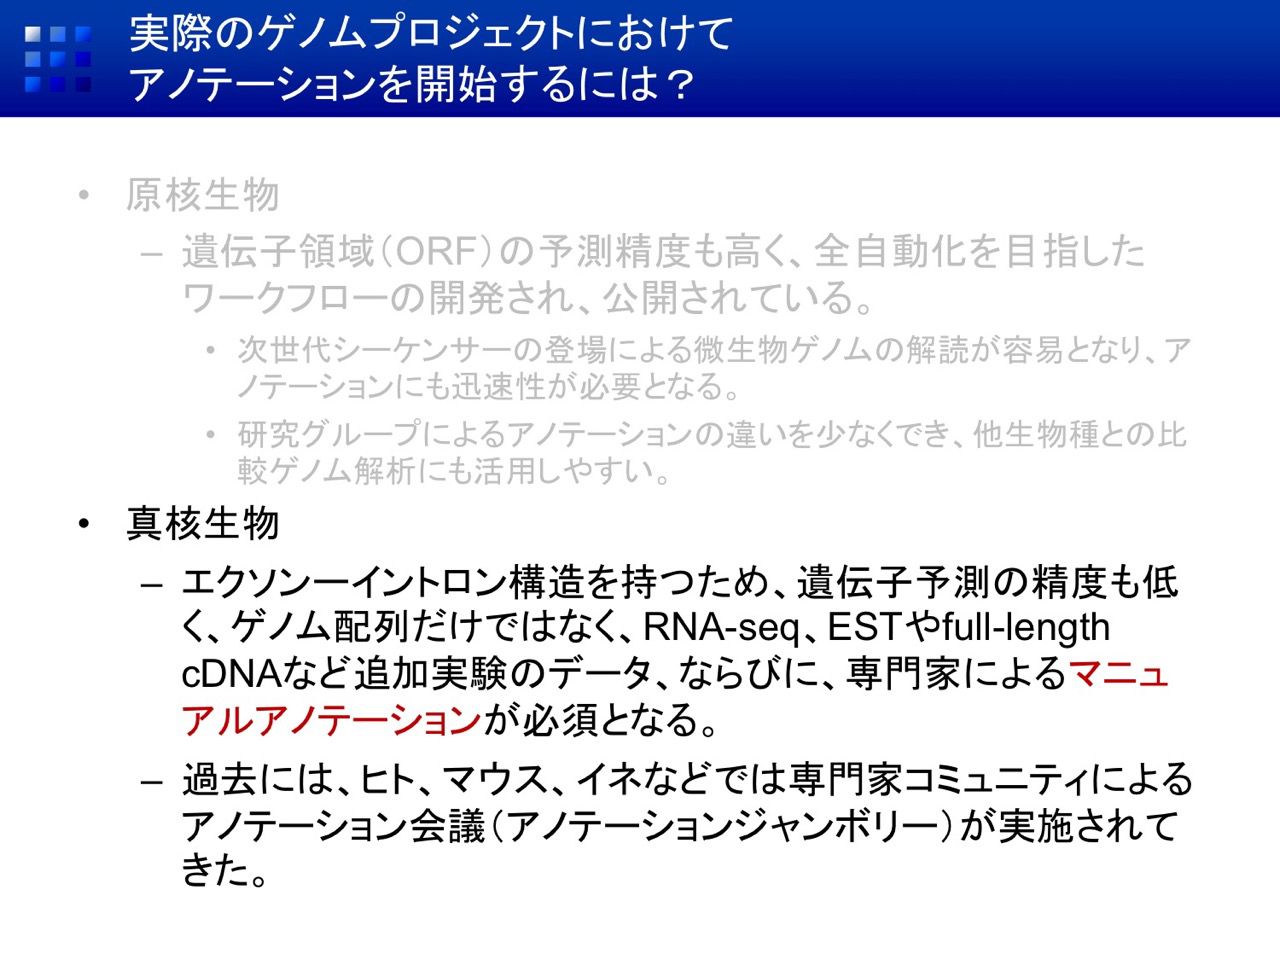 実際のゲノムプロジェクトにおけて
アノテーションを開始するには？
• 原核生物
– 遺伝子領域（ORF）の予測精度も高く、全自動化を目指した
ワークフローの開発され、公開されている。
• 次世代シーケンサーの登場による微生物ゲノムの解読が容易となり、ア
ノテーションにも迅速性が必要となる。
• 研究グループによるアノテーションの違いを少なくでき、他生物種との比
較ゲノム解析にも活用しやすい。
• 真核生物
– エクソンーイントロン構造を持つため、遺伝子予測の精度も低
く、ゲノム配列だけではなく、RNA-seq、ESTやfull-length
cDNAなど追加実験のデータ、ならびに、専門家によるマニュ
アルアノテーションが必須となる。
– 過去には、ヒト、マウス、イネなどでは専門家コミュニティによる
アノテーション会議（アノテーションジャンボリー）が実施されて
きた。